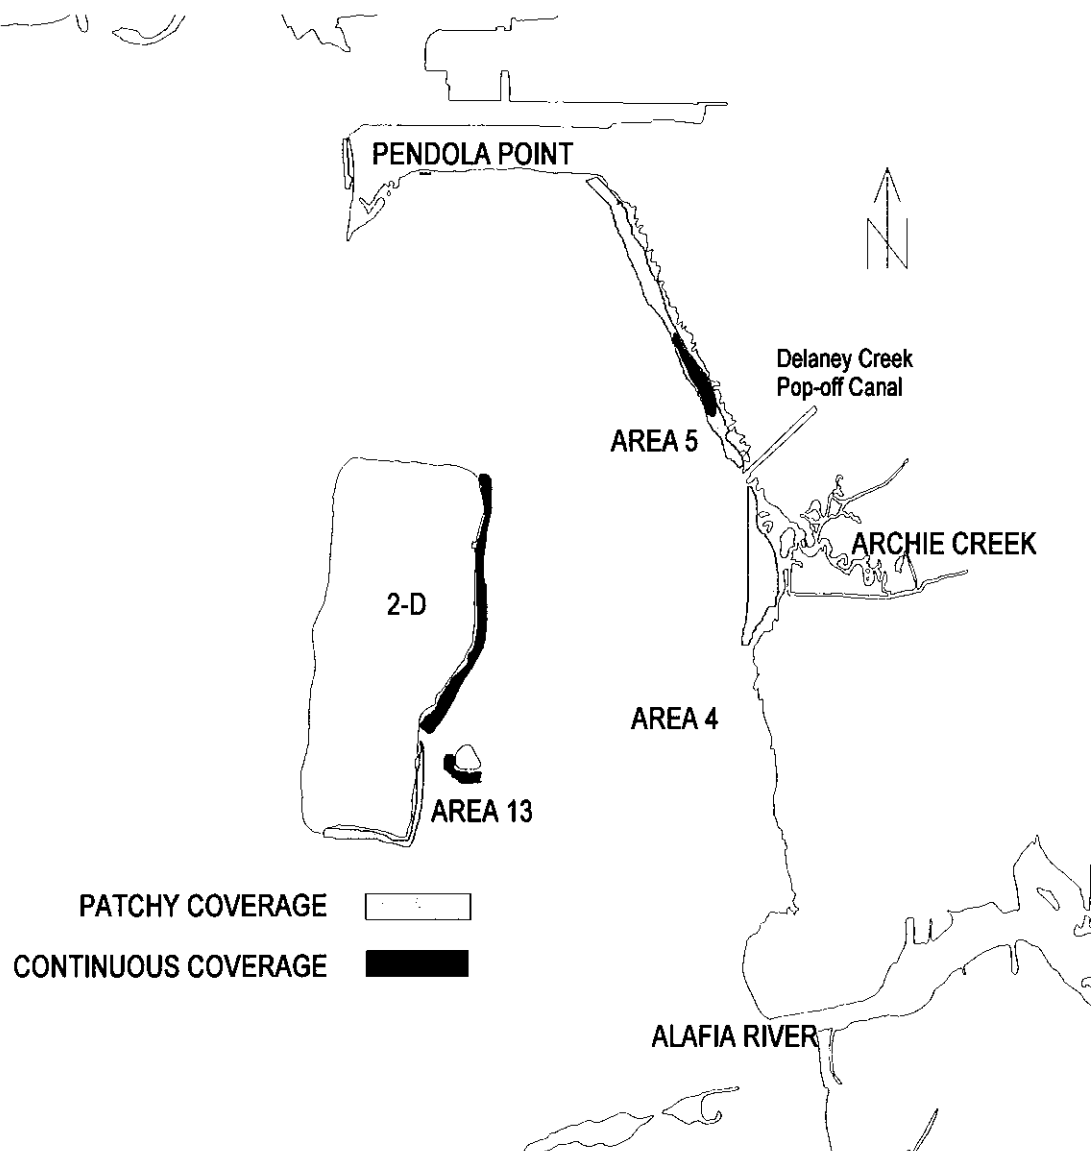 PENDOLA POINT
N
Delaney Creek
Pop-off Canal
AREA 5
ARCHIE CREEK
2-D
AREA 4
AREA 13
PATCHY COVERAGE
CONTINUOUS COVERAGE
ALAFIA RIVER